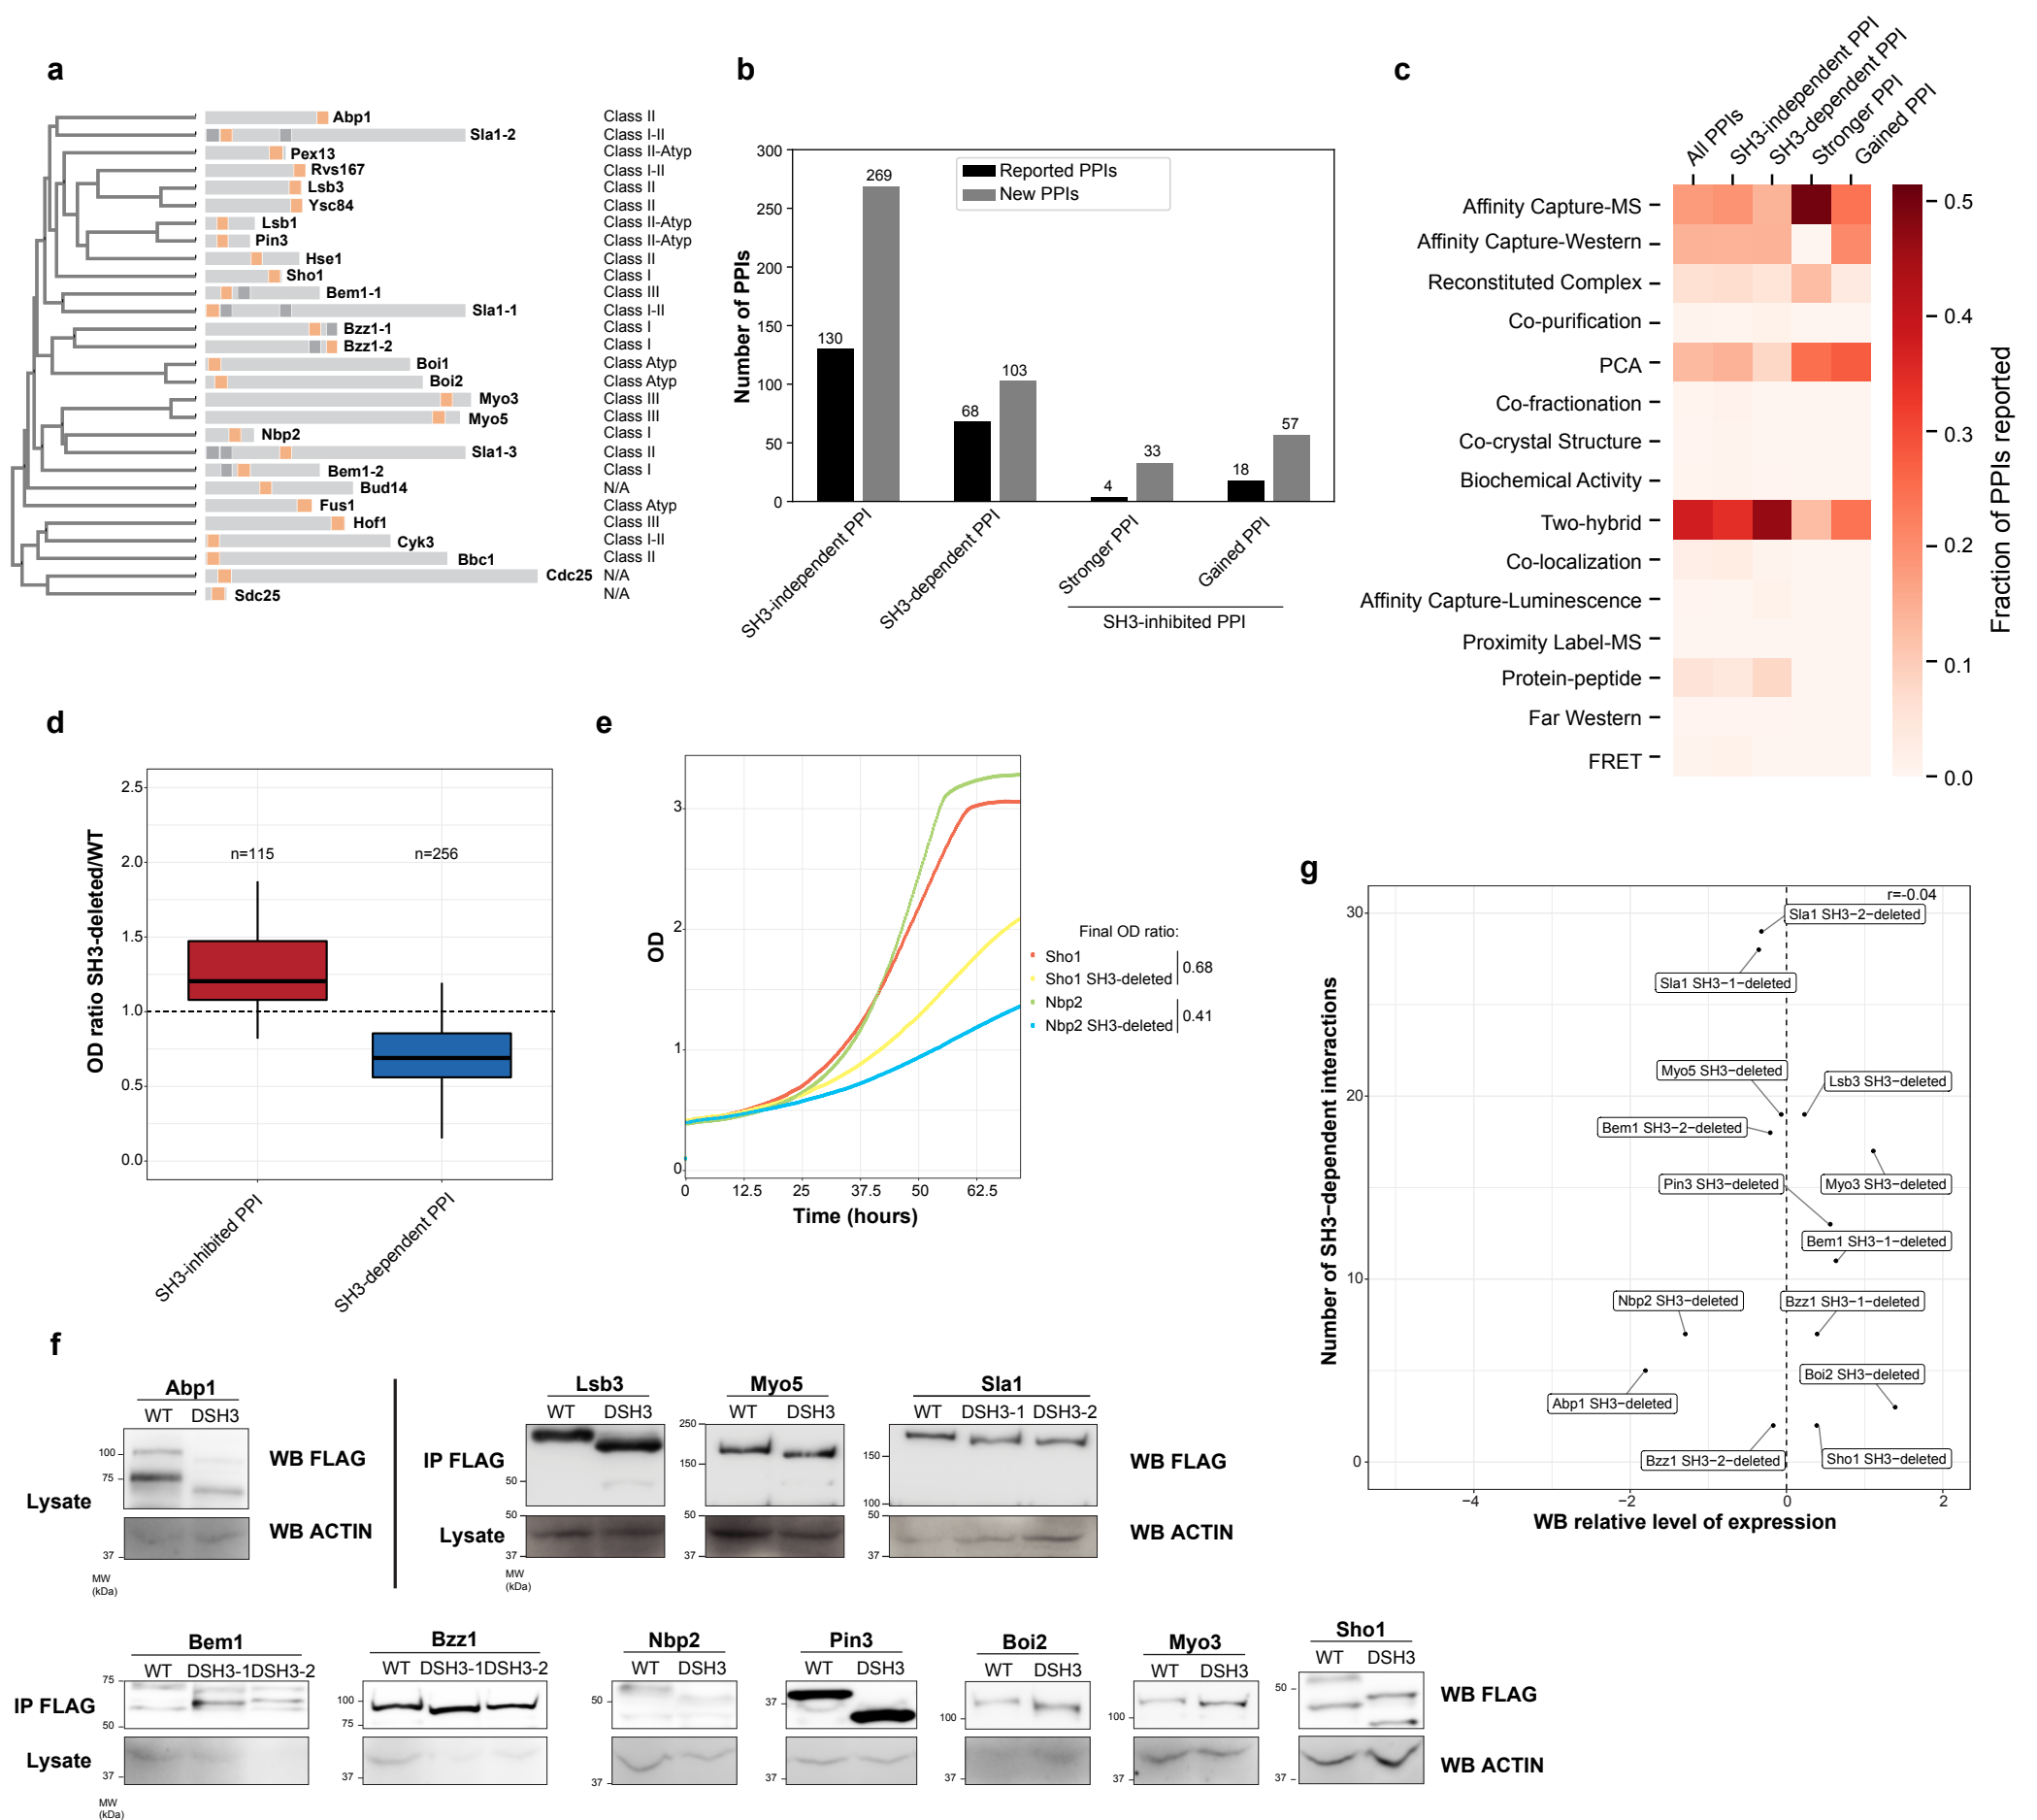 a
Abp1 Class II
Sla1-2 Class I-II
Pex13 Class II-Atyp
Rvs167 Class I-II
Lsb3 Class II
Ysc84 Class II
Lsb1 Class II-Atyp
Pin3 Class II-Atyp
Hse1 Class II
Sho1 Class I
Bem1-1 Class III
Sla1-1 Class I-II
Bzz1-1 Class I
Bzz1-2 Class I
Boi1 Class Atyp
Boi2 Class Atyp
Myo3 Class III
Myo5 Class III
Nbp2 Class I
Sla1-3 Class II
Bem1-2 Class I
Bud14 N/A
Fus1 Class Atyp
Hof1 Class III
Cyk3 Class I-II
Bbc1 Class II
Cdc25 N/A
Sdc25 N/A
b
Number of PPIs
300
250
200
150
100
50
0
Reported PPIs
New PPIs
130 269
68 103
4 33
18 57
SH3-independent PPI
SH3-dependent PPI
Stronger PPI
Gained PPI
SH3-inhibited PPI
c
All PPIs
SH3-independent PPI
SH3-dependent PPI
Stronger PPI
Gained PPI
Affinity Capture-MS
Affinity Capture-Western
Reconstituted Complex
Co-purification
PCA
Co-fractionation
Co-crystal Structure
Biochemical Activity
Two-hybrid
Co-localization
Affinity Capture-Luminescence
Proximity Label-MS
Protein-peptide
Far Western
FRET
0.5
0.4
0.3
0.2
0.1
0.0
Fraction of PPIs reported
d
OD ratio SH3-deleted/WT
2.5
2.0
1.5
1.0
0.5
0.0
n=115
n=256
SH3-inhibited PPI
SH3-dependent PPI
e
OD
3
2
1
0
0 12.5 25 37.5 50 62.5
Time (hours)
Final OD ratio:
Sho1
Sho1 SH3-deleted
0.68
Nbp2
Nbp2 SH3-deleted
0.41
g
Number of SH3−dependent interactions
30
20
10
0
r=-0.04
Sla1 SH3−2−deleted
Sla1 SH3−1−deleted
Myo5 SH3−deleted
Lsb3 SH3−deleted
Bem1 SH3−2−deleted
Pin3 SH3−deleted
Myo3 SH3−deleted
Bem1 SH3−1−deleted
Nbp2 SH3−deleted
Bzz1 SH3−1−deleted
Boi2 SH3−deleted
Abp1 SH3−deleted
Bzz1 SH3−2−deleted
Sho1 SH3−deleted
−4 −2 0 2
WB relative level of expression
f
Abp1
WT DSH3
100
75
WB FLAG
Lysate
37
WB ACTIN
MW
(kDa)
Lsb3
WT DSH3
IP FLAG
50
Lysate
50
37
MW
(kDa)
Myo5
WT DSH3
250
150
50
37
Sla1
WT DSH3-1 DSH3-2
150
100
50
37
WB FLAG
WB ACTIN
Bem1
WT DSH3-1 DSH3-2
IP FLAG
75
50
Lysate
37
MW
(kDa)
Bzz1
WT DSH3-1 DSH3-2
100
75
37
Nbp2
WT DSH3
50
37
Pin3
WT DSH3
37
37
Boi2
WT DSH3
100
37
Myo3
WT DSH3
100
37
Sho1
WT DSH3
50
37
WB FLAG
WB ACTIN